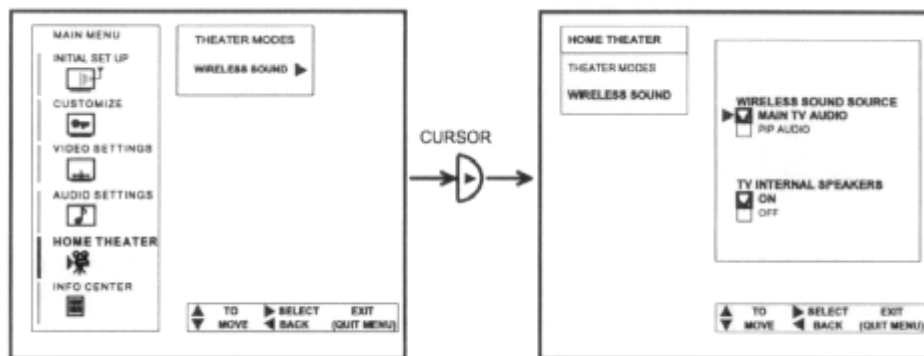 MAIN MENU
INITIAL SET UP
CUSTOMIZE
VIDEO SETTINGS
AUDIO SETTINGS
HOME THEATER
INFO CENTER
THEATER MODES
WIRELESS SOUND
TO SELECT EXIT
MOVE BACK (QUIT MENU)
CURSOR
HOME THEATER
THEATER MODES
WIRELESS SOUND
WIRELESS SOUND SOURCE
MAIN TV AUDIO
PIP AUDIO
TV INTERNAL SPEAKERS
ON
OFF
TO SELECT EXIT
MOVE BACK (QUIT MENU)